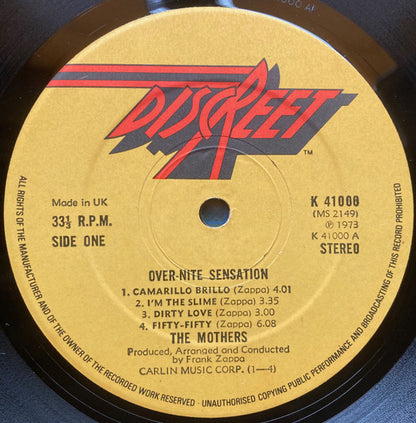 DISCREET
TM
Made in UK
33⅓ R.P.M.
SIDE ONE
K 41000
(MS 2149)
℗ 1973
K 41000 A
STEREO
OVER-NITE SENSATION
1. CAMARILLO BRILLO (Zappa) 4.01
2. I'M THE SLIME (Zappa) 3.35
3. DIRTY LOVE (Zappa) 3.00
4. FIFTY-FIFTY (Zappa) 6.08
THE MOTHERS
Produced, Arranged and Conducted
by Frank Zappa
CARLIN MUSIC CORP. (1—4)
ALL RIGHTS OF THE MANUFACTURER AND OF THE OWNER OF THE RECORDED WORK RESERVED - UNAUTHORISED COPYING PUBLIC PERFORMANCE AND BROADCASTING OF THIS RECORD PROHIBITED